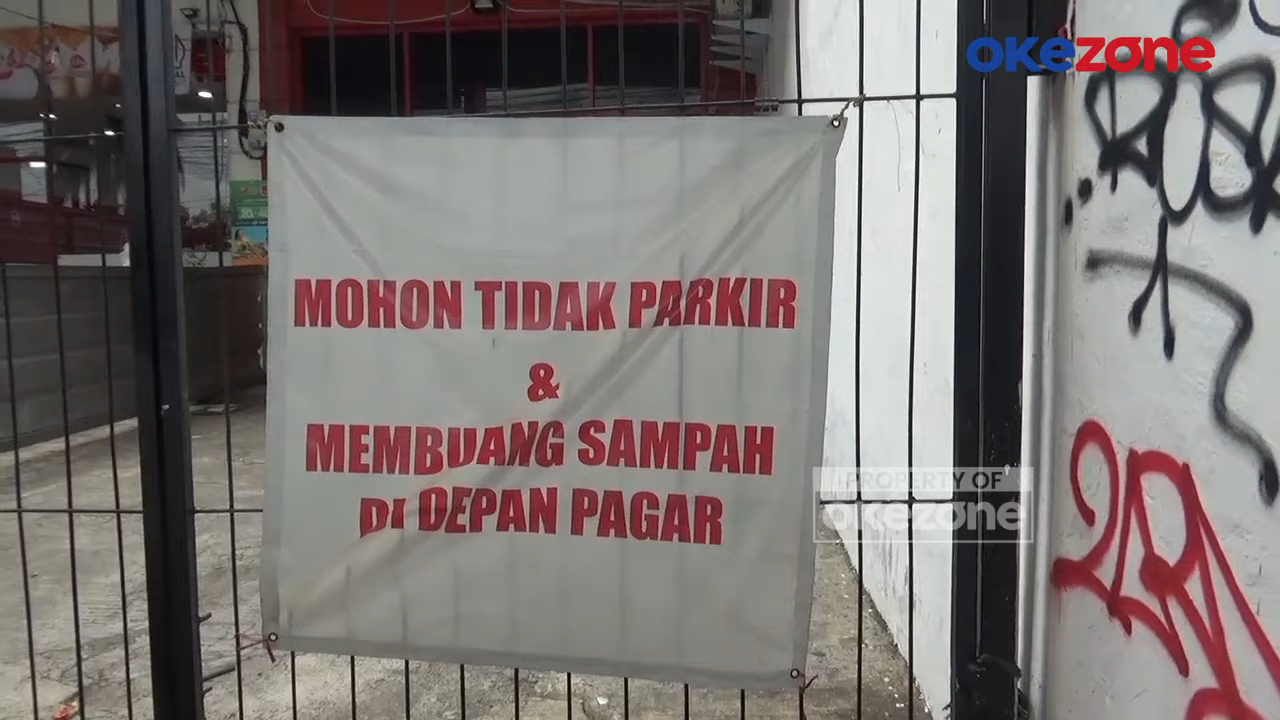 okezone
MOHON TIDAK PARKIR
&
MEMBUANG SAMPAH
DI DEPAN PAGAR
PROPERTY OF
okezone